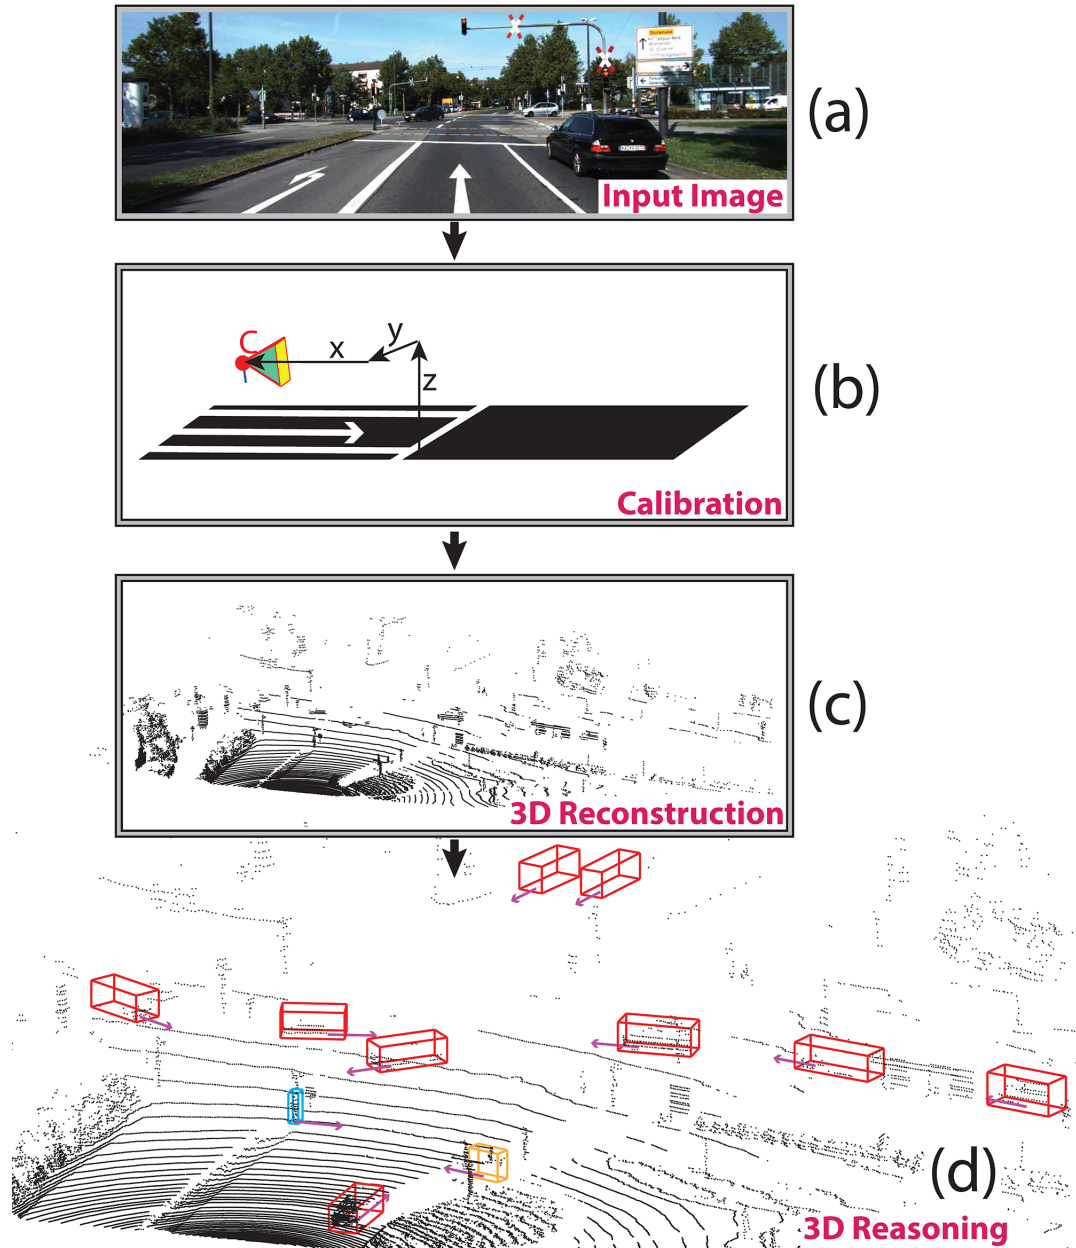 (a)
Input Image
C
x
y
z
(b)
Calibration
(c)
3D Reconstruction
(d)
3D Reasoning